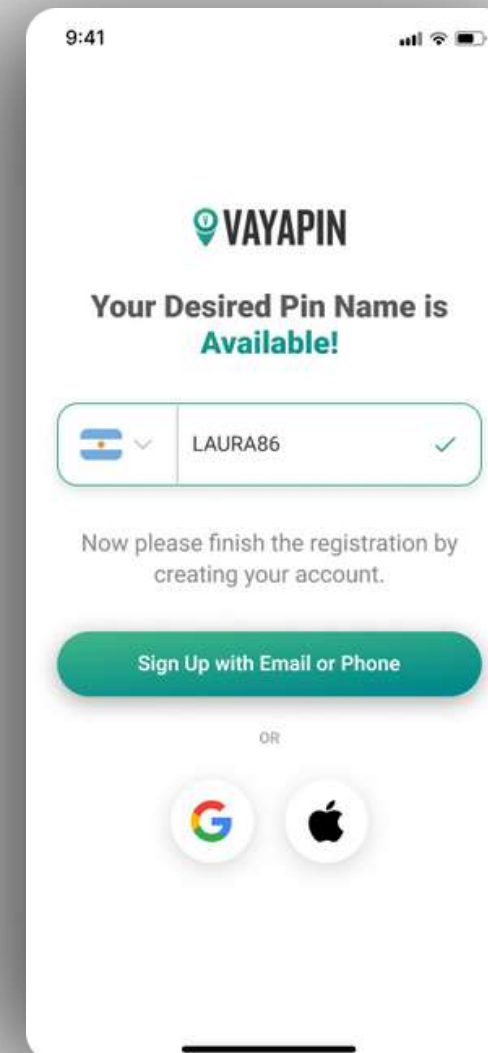 9:41
VAYAPIN
Your Desired Pin Name is
Available!
LAURA86
Now please finish the registration by
creating your account.
Sign Up with Email or Phone
OR